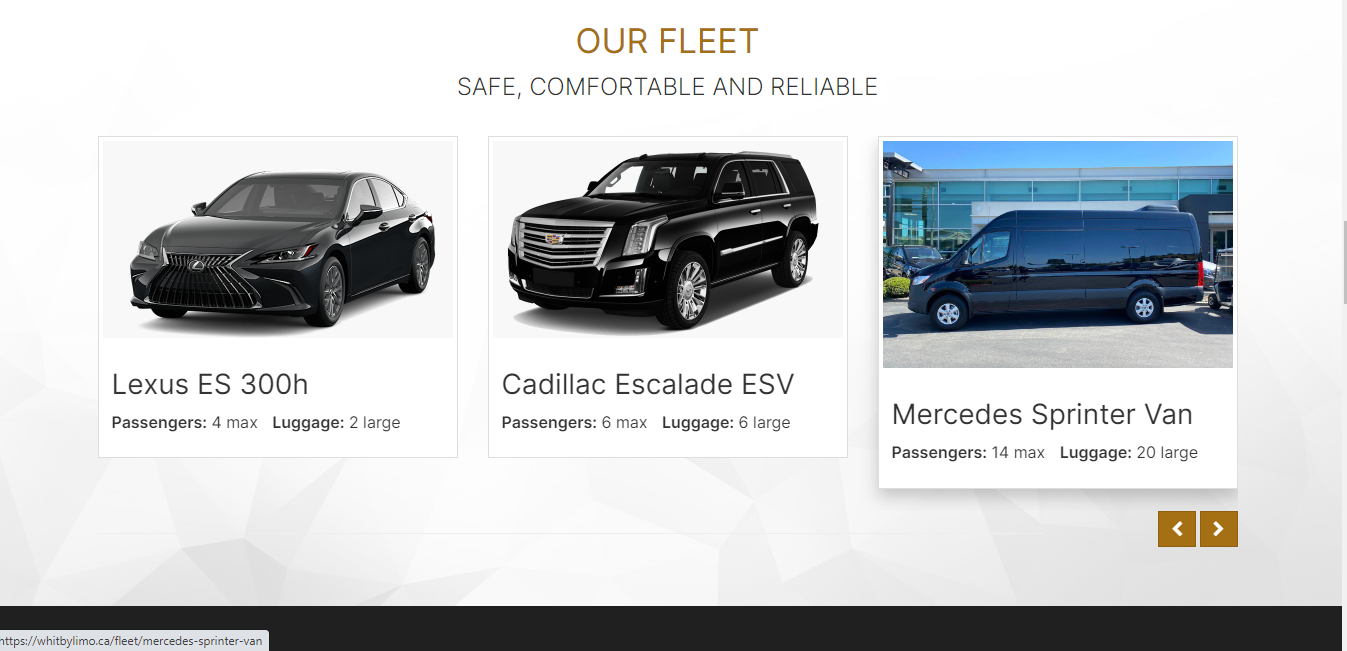 OUR FLEET
SAFE, COMFORTABLE AND RELIABLE
Lexus ES 300h
Passengers: 4 max Luggage: 2 large
Cadillac Escalade ESV
Passengers: 6 max Luggage: 6 large
Mercedes Sprinter Van
Passengers: 14 max Luggage: 20 large
https://whitbylimo.ca/fleet/mercedes-sprinter-van